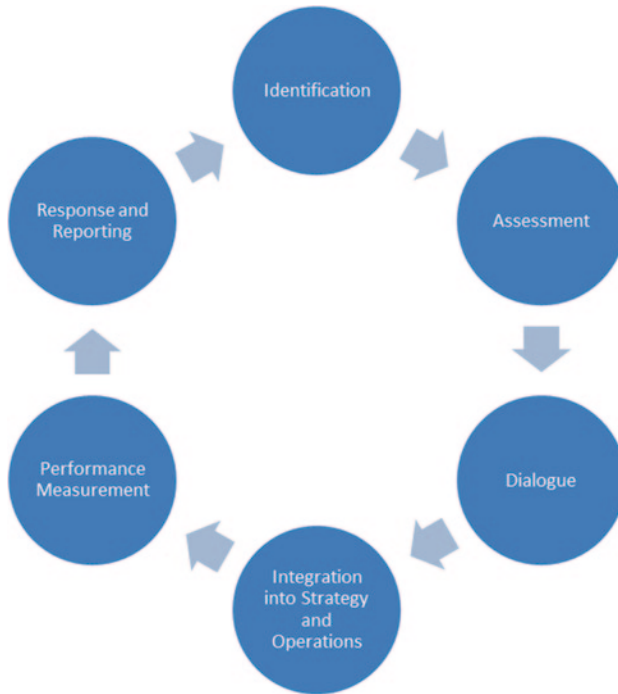 Identification
Assessment
Dialogue
Integration
into Strategy
and
Operations
Performance
Measurement
Response and
Reporting